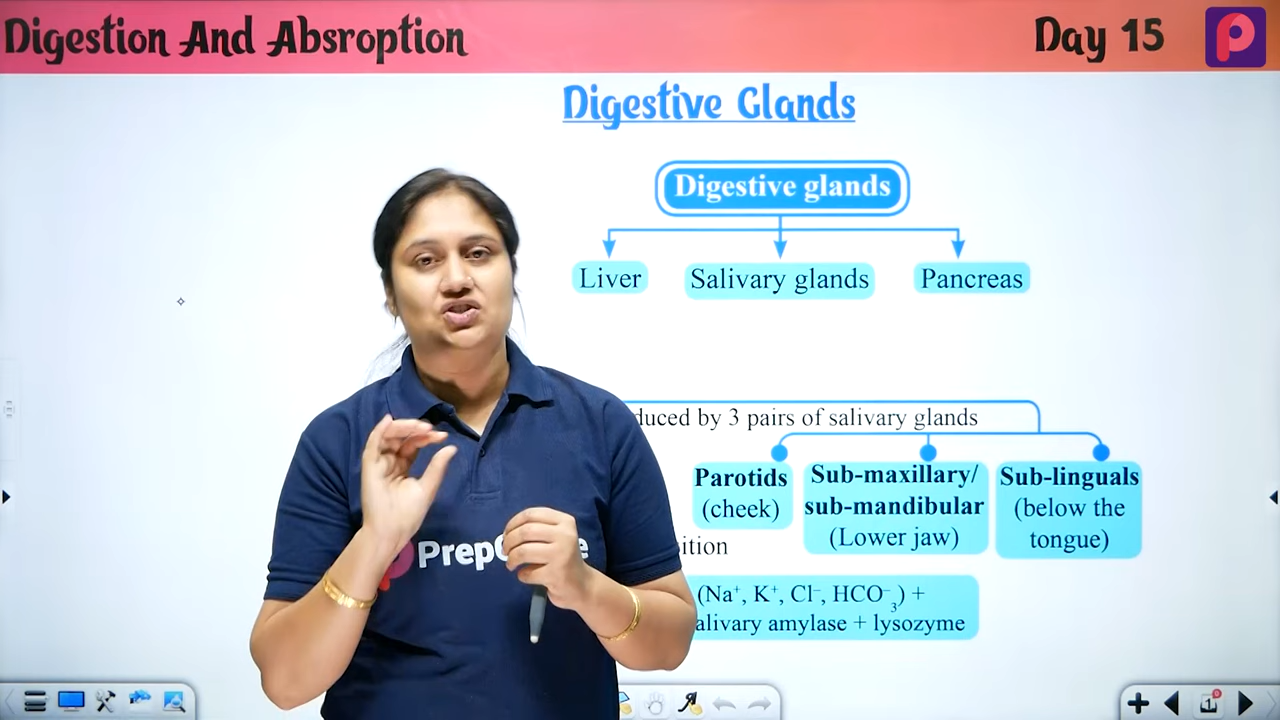 Digestion And Absroption
Day 15
Digestive Glands
Digestive glands
Liver
Salivary glands
Pancreas
duced by 3 pairs of salivary glands
Parotids
(cheek)
Sub-maxillary/
sub-mandibular
(Lower jaw)
Sub-linguals
(below the
tongue)
ition
(Na⁺, K⁺, Cl⁻, HCO⁻₃) +
alivary amylase + lysozyme